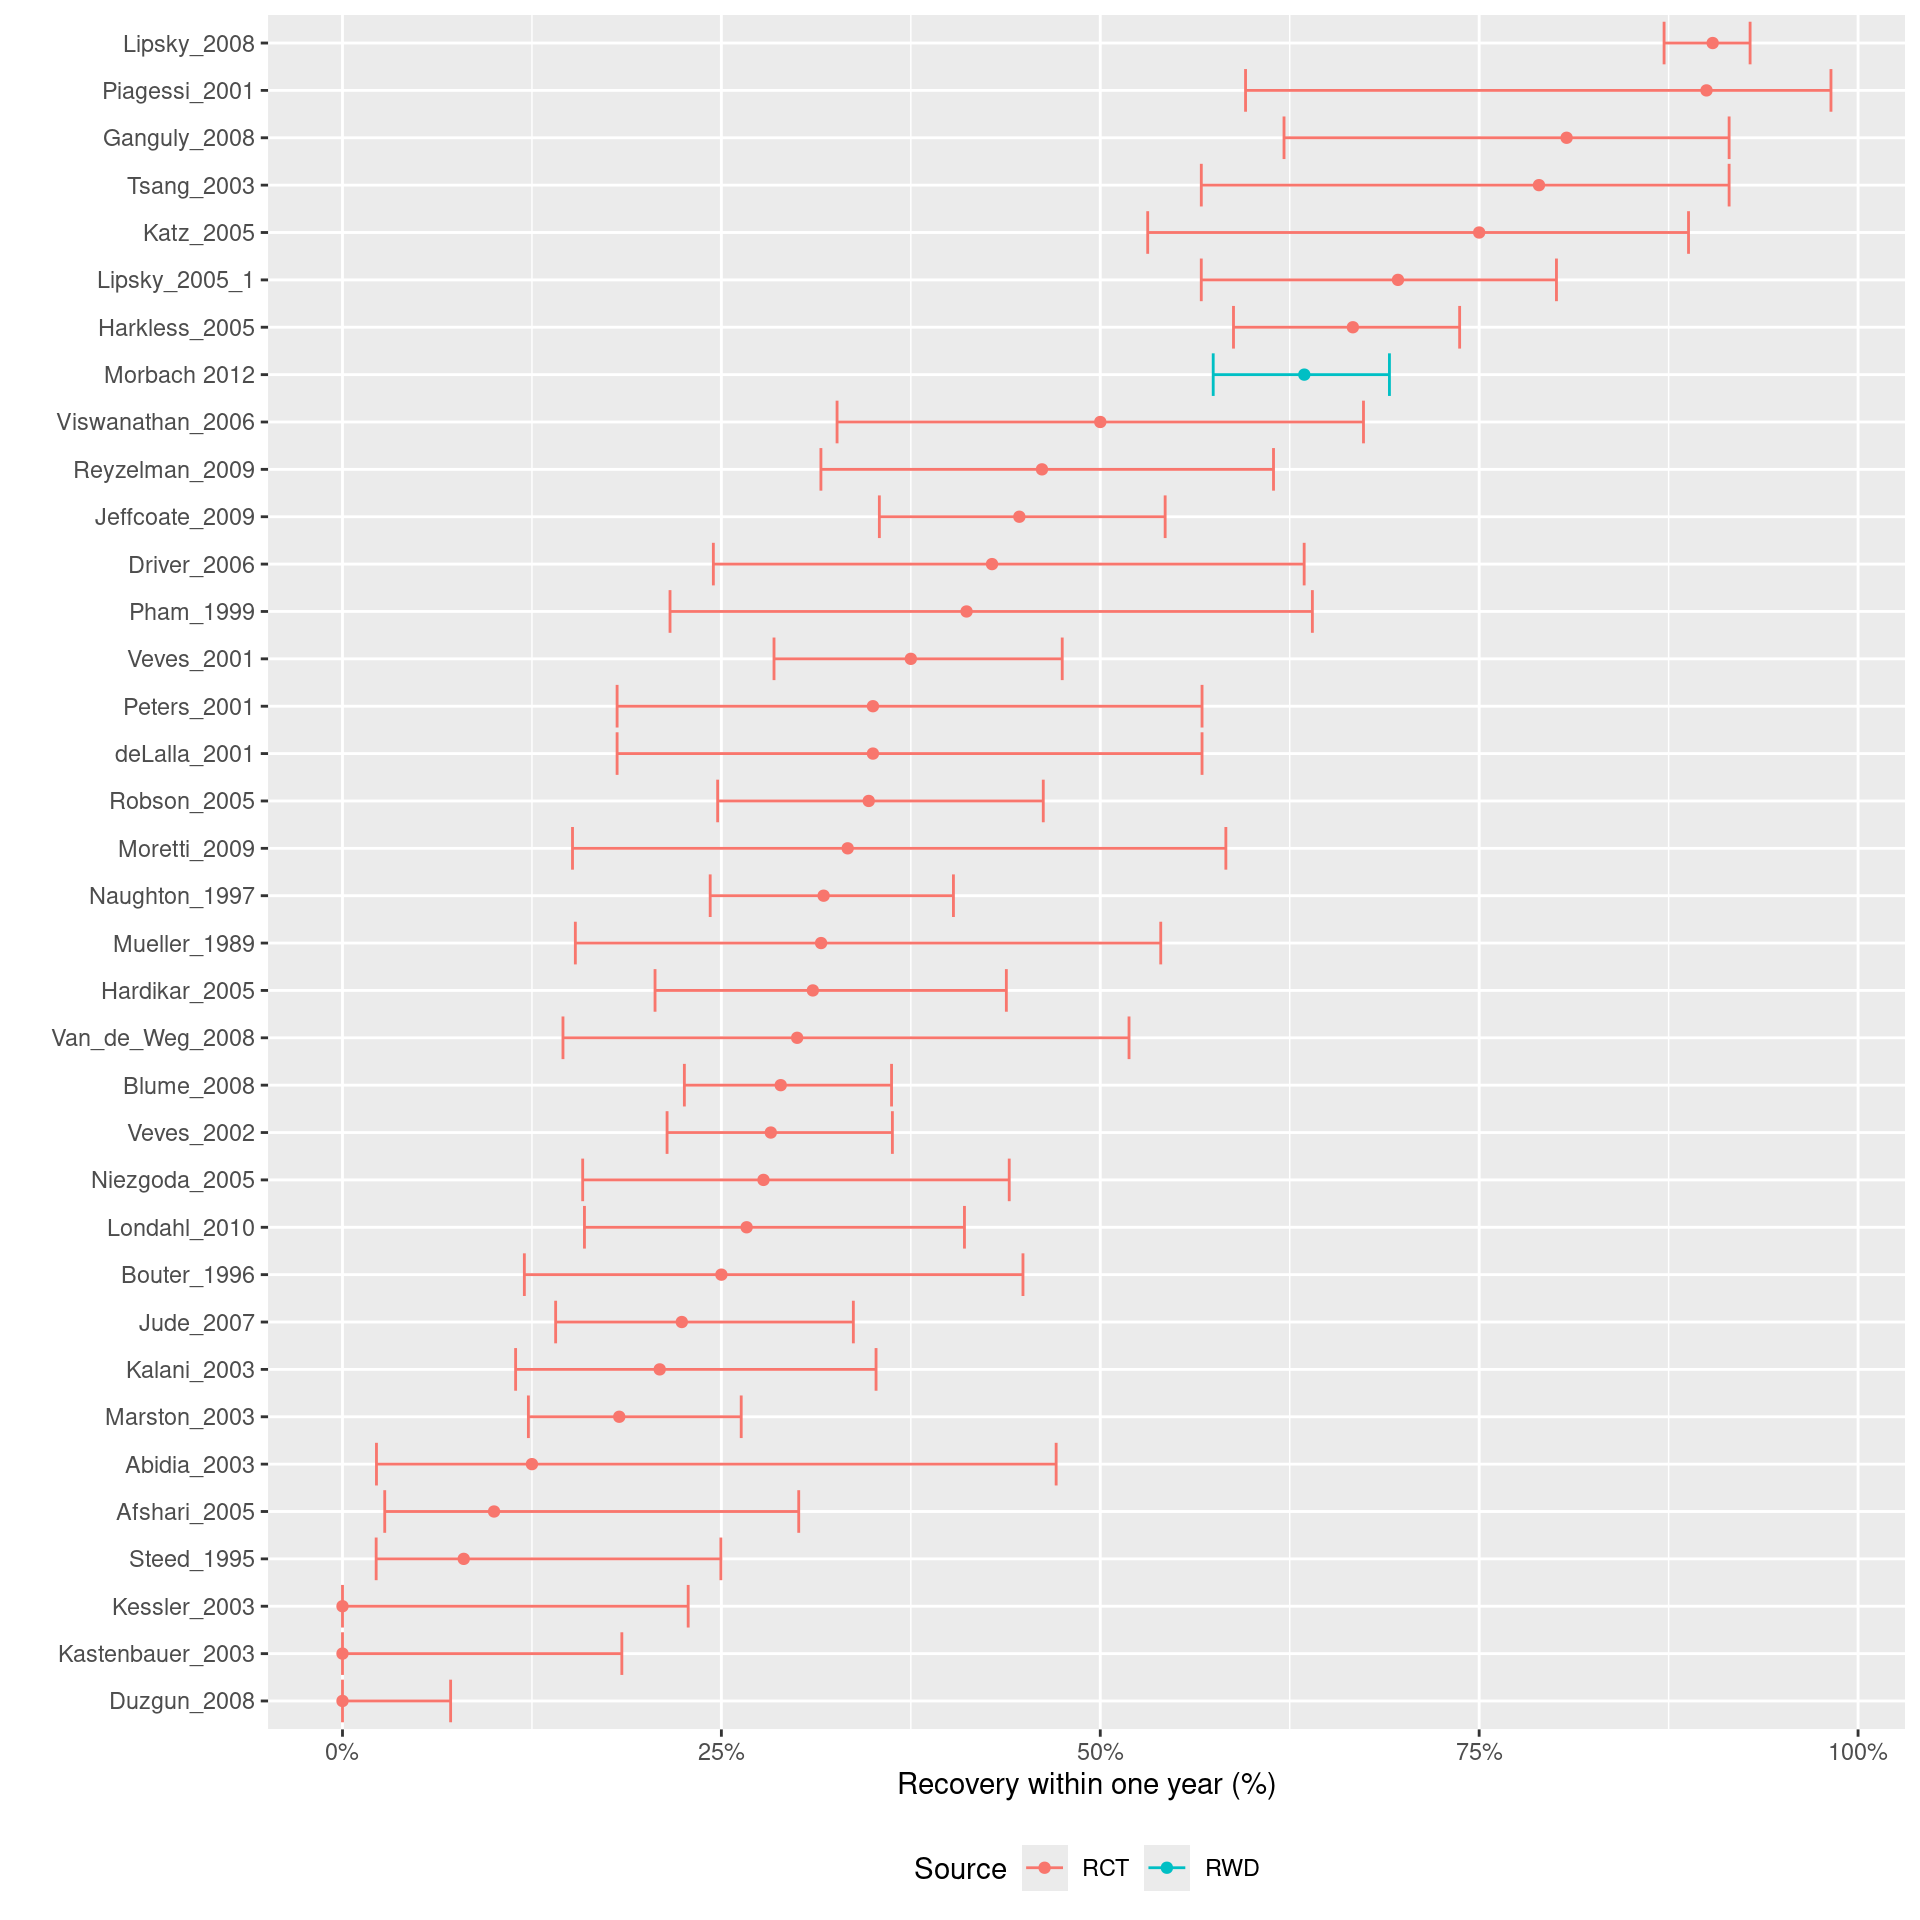 Lipsky_2008
Piagessi_2001
Ganguly_2008
Tsang_2003
Katz_2005
Lipsky_2005_1
Harkless_2005
Morbach 2012
Viswanathan_2006
Reyzelman_2009
Jeffcoate_2009
Driver_2006
Pham_1999
Veves_2001
Peters_2001
deLalla_2001
Robson_2005
Moretti_2009
Naughton_1997
Mueller_1989
Hardikar_2005
Van_de_Weg_2008
Blume_2008
Veves_2002
Niezgoda_2005
Londahl_2010
Bouter_1996
Jude_2007
Kalani_2003
Marston_2003
Abidia_2003
Afshari_2005
Steed_1995
Kessler_2003
Kastenbauer_2003
Duzgun_2008
0% 25% 50% 75% 100%
Recovery within one year (%)
Source RCT RWD